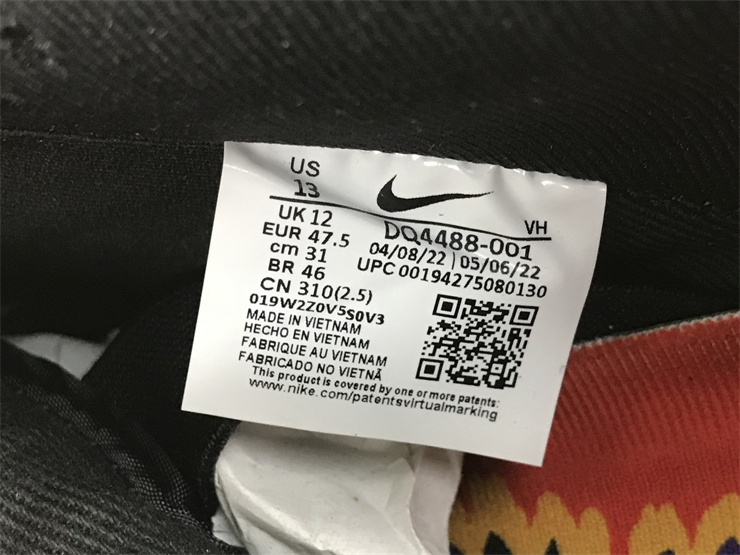 US
13
UK 12
EUR 47.5
cm 31
BR 46
CN 310(2.5)
019W2Z0V5S0V3
MADE IN VIETNAM
HECHO EN VIETNAM
FABRIQUE AU VIETNAM
FABRICADO NO VIETNÃ
This product is covered by one or more patents:
www.nike.com/patentsvirtualmarking
VH
DQ4488-001
04/08/22 | 05/06/22
UPC 00194275080130